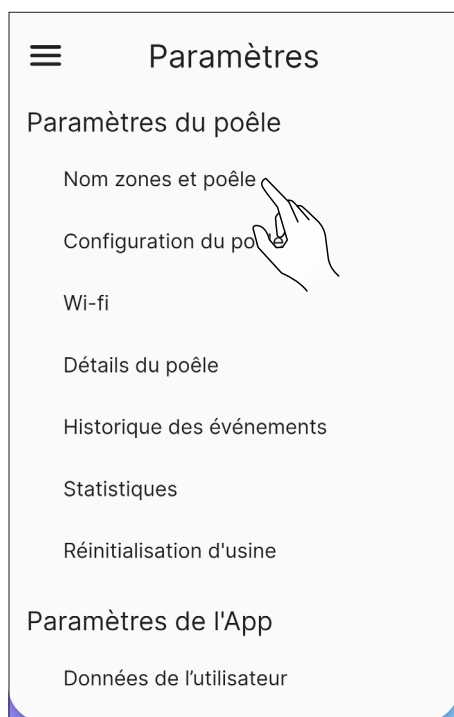 Paramètres
Paramètres du poêle
Nom zones et poêle
Configuration du poêle
Wi-fi
Détails du poêle
Historique des événements
Statistiques
Réinitialisation d'usine
Paramètres de l'App
Données de l’utilisateur